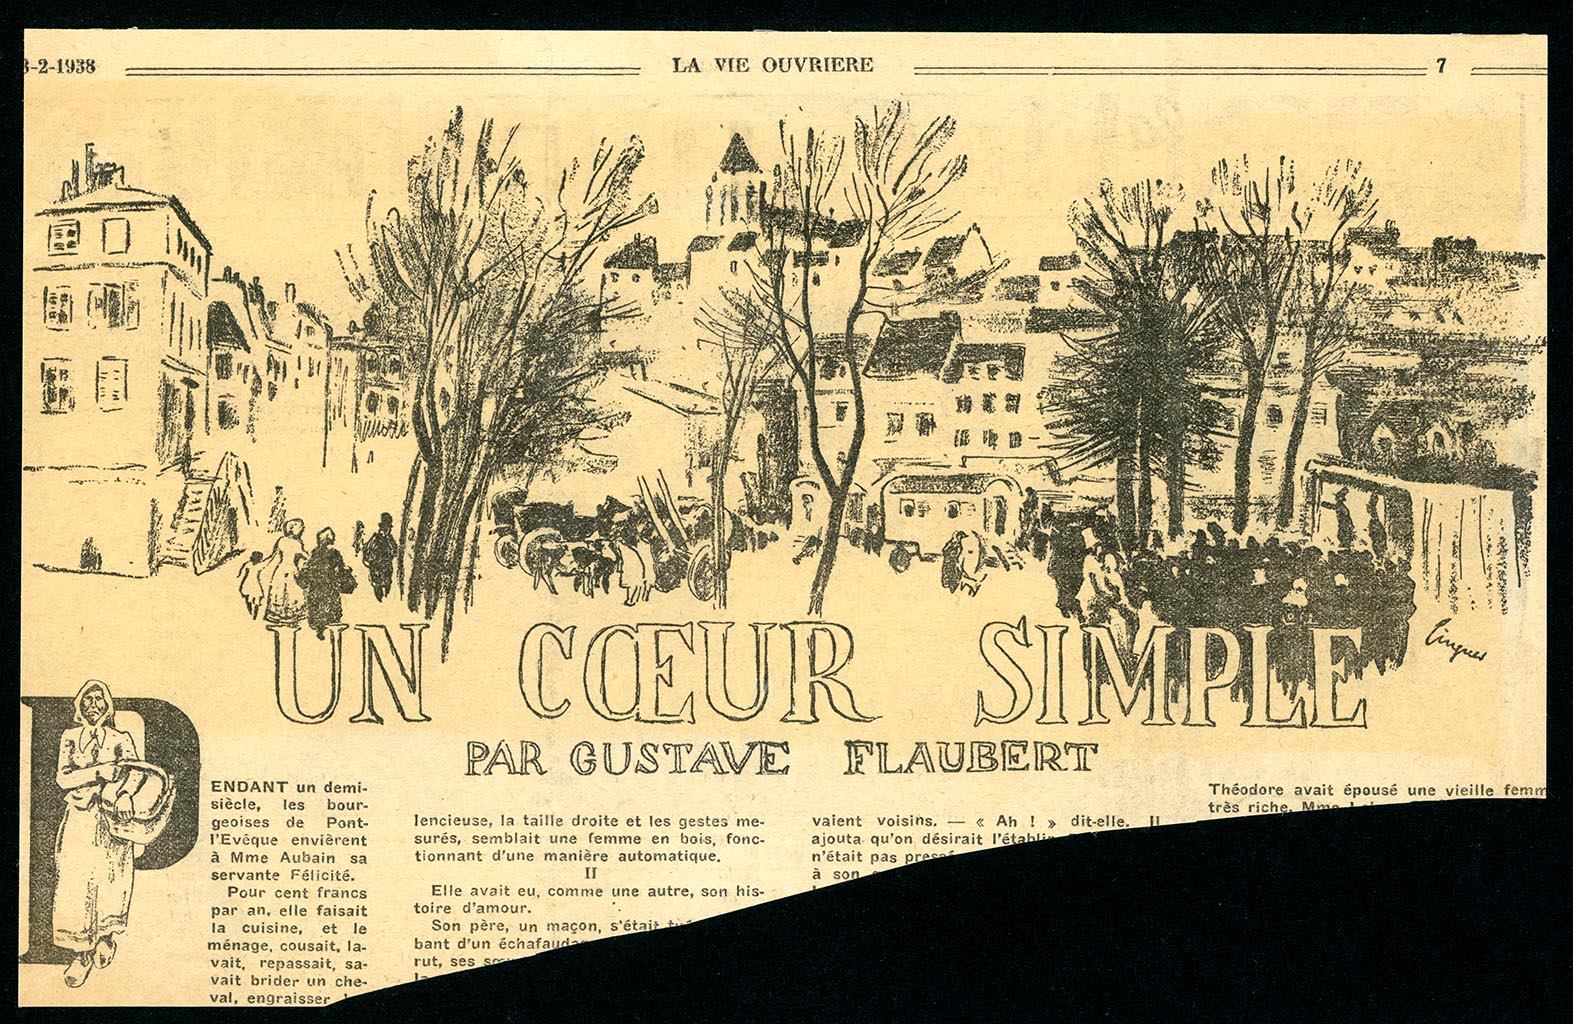 3-2-1938
LA VIE OUVRIERE
7
UN CŒUR SIMPLE
PAR GUSTAVE FLAUBERT
PENDANT un demi-
siècle, les bour-
geoises de Pont-
l'Evêque envièrent
à Mme Aubain sa
servante Félicité.
Pour cent francs
par an, elle faisait
la cuisine, et le
ménage, cousait, la-
vait, repassait, sa-
vait brider un che-
val, engraisser
lencieuse, la taille droite et les gestes me-
surés, semblait une femme en bois, fonc-
tionnant d'une manière automatique.
II
Elle avait eu, comme une autre, son his-
toire d'amour.
Son père, un maçon, s'était
bant d'un
rut, ses
vaient voisins. — « Ah ! » dit-elle. Il
ajouta qu'on désirait
n'était pas
à son
Théodore avait épousé une vieille femm
très riche, Mme